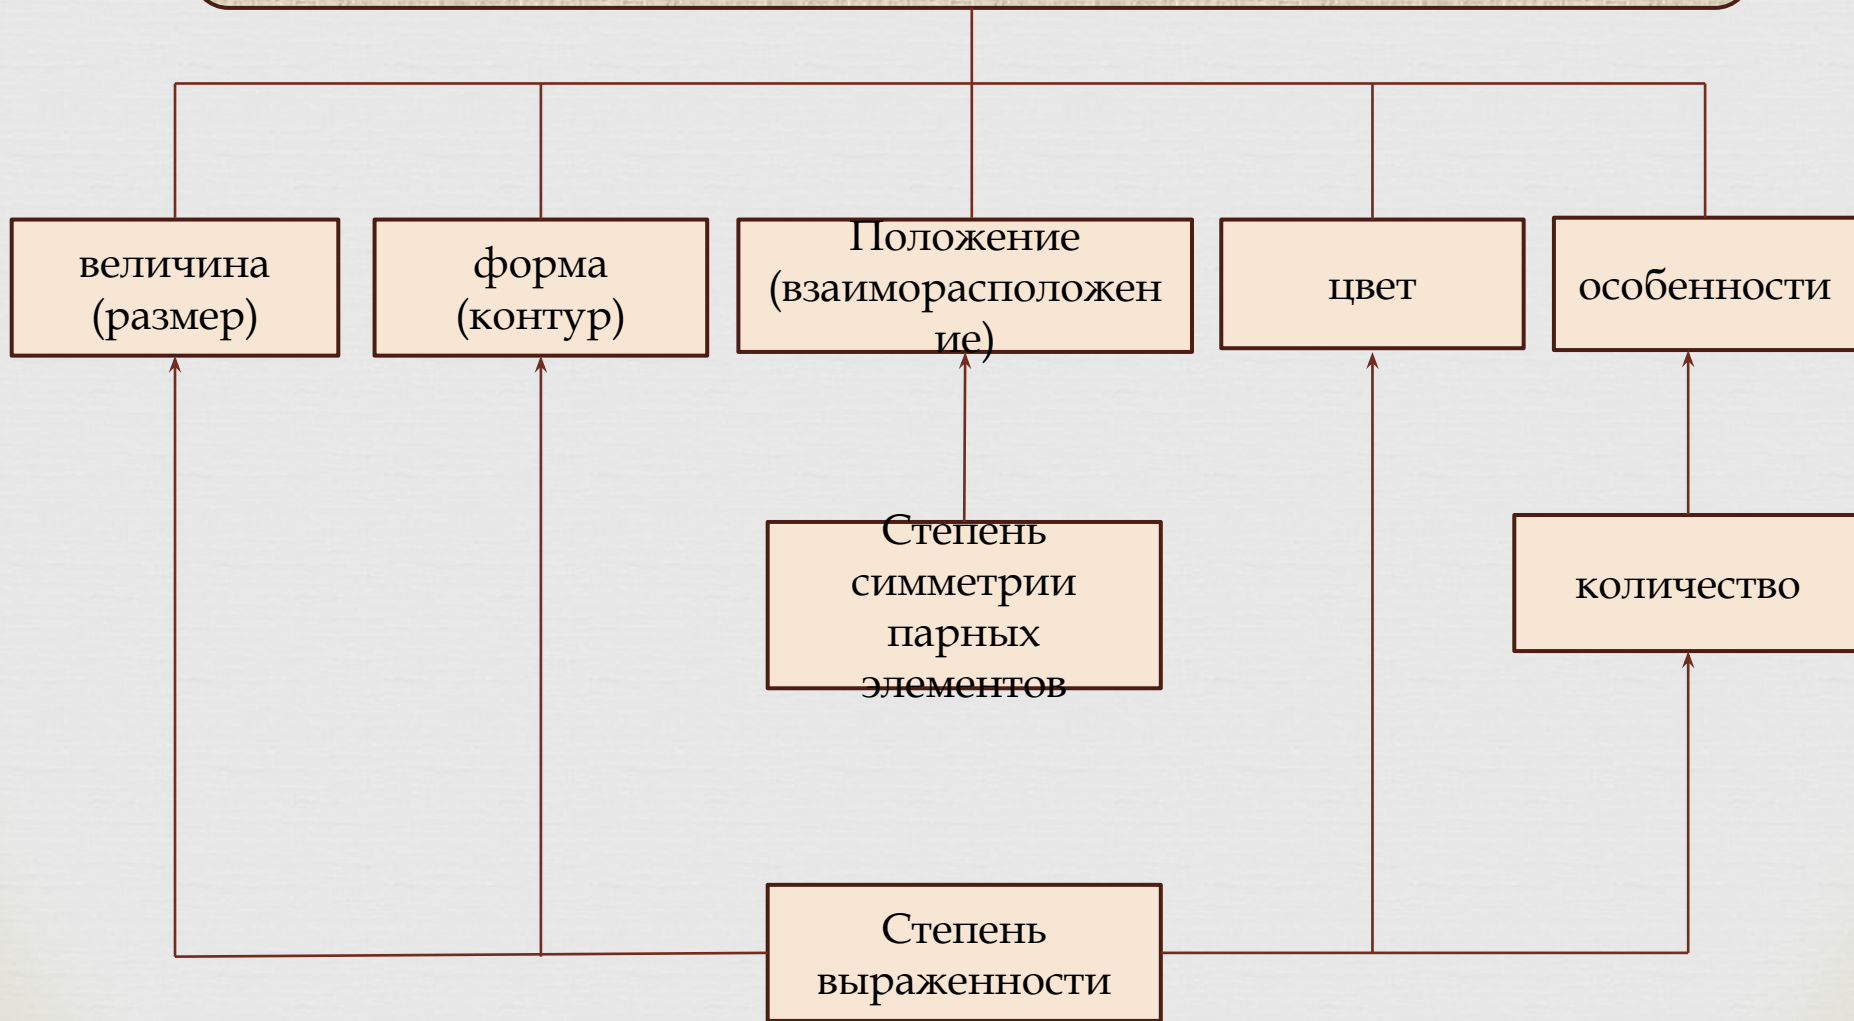 величина
(размер)
форма
(контур)
Положение
(взаиморасположен
ие)
цвет
особенности
Степень
симметрии
парных
элементов
количество
Степень
выраженности